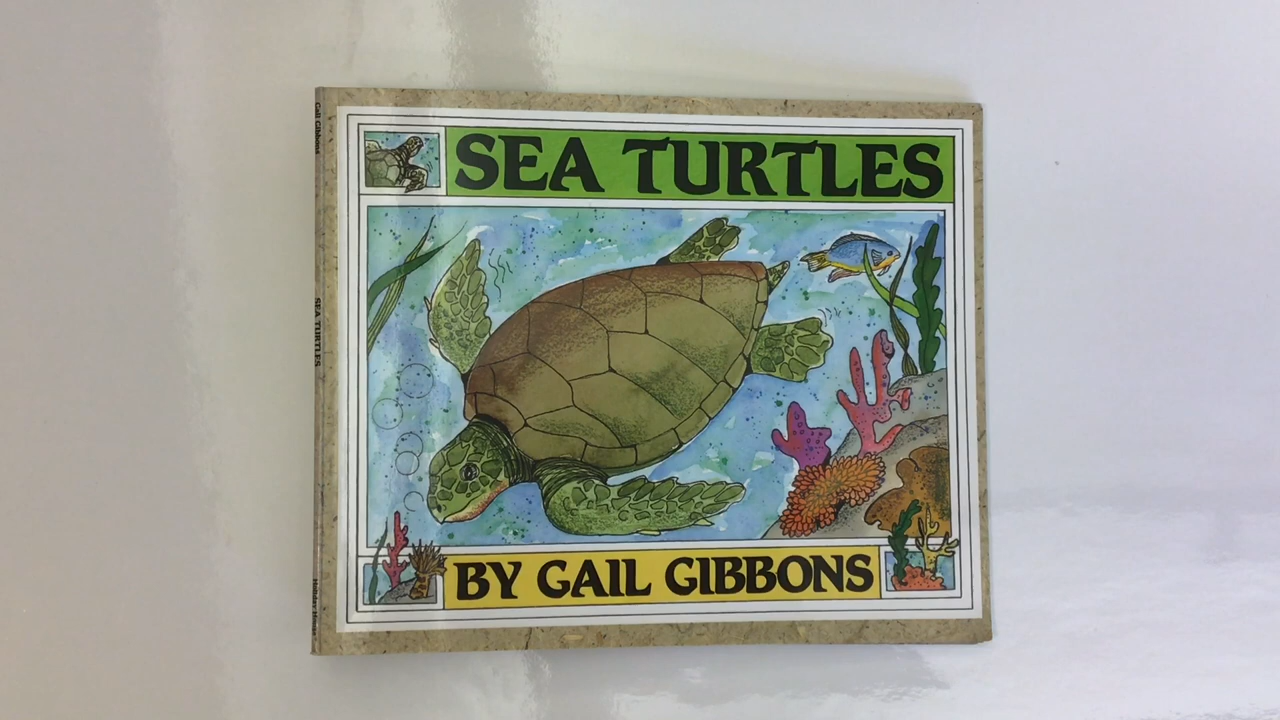 SEA TURTLES
BY GAIL GIBBONS
Gail Gibbons
SEA TURTLES
Holiday House